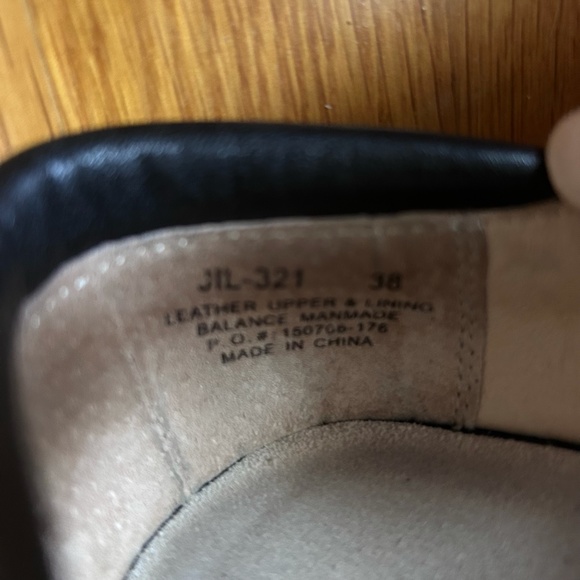 JIL-321 38
LEATHER UPPER & LINING
BALANCE MANMADE
P.O.#: 150706-176
MADE IN CHINA